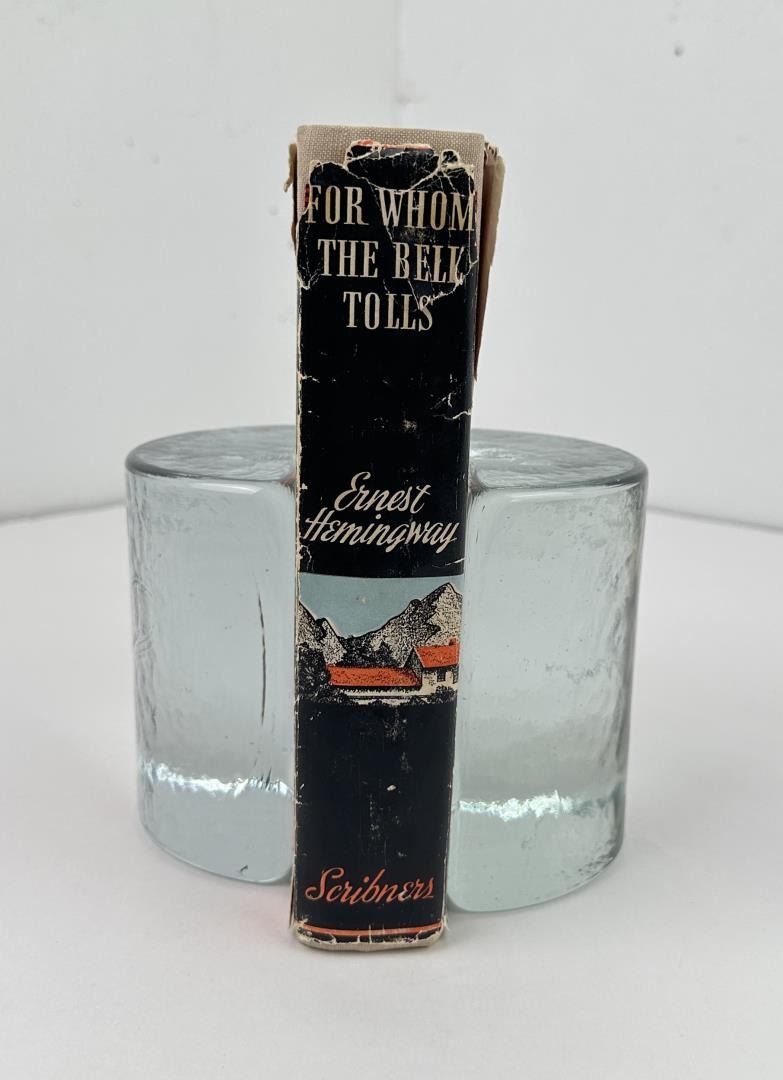 FOR WHOM
THE BELL
TOLLS
Ernest
Hemingway
Scribners